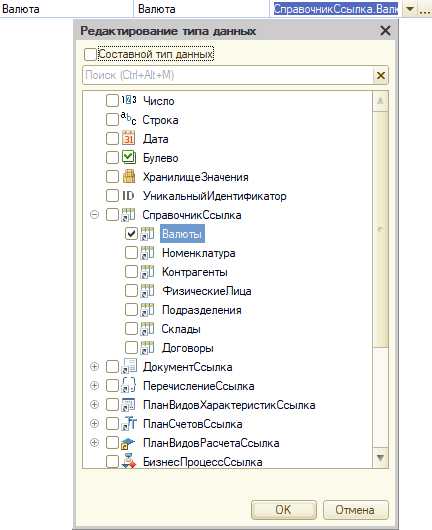 Валюта Валюта СправочникСсылка.Валю ...
Редактирование типа данных
Составной тип данных
Поиск (Ctrl+Alt+M)
Число
Строка
Дата
Булево
ХранилищеЗначения
УникальныйИдентификатор
СправочникСсылка
Валюты
Номенклатура
Контрагенты
ФизическиеЛица
Подразделения
Склады
Договоры
ДокументСсылка
ПеречислениеСсылка
ПланВидовХарактеристикСсылка
ПланСчетовСсылка
ПланВидовРасчетаСсылка
БизнесПроцессСсылка
OK Отмена